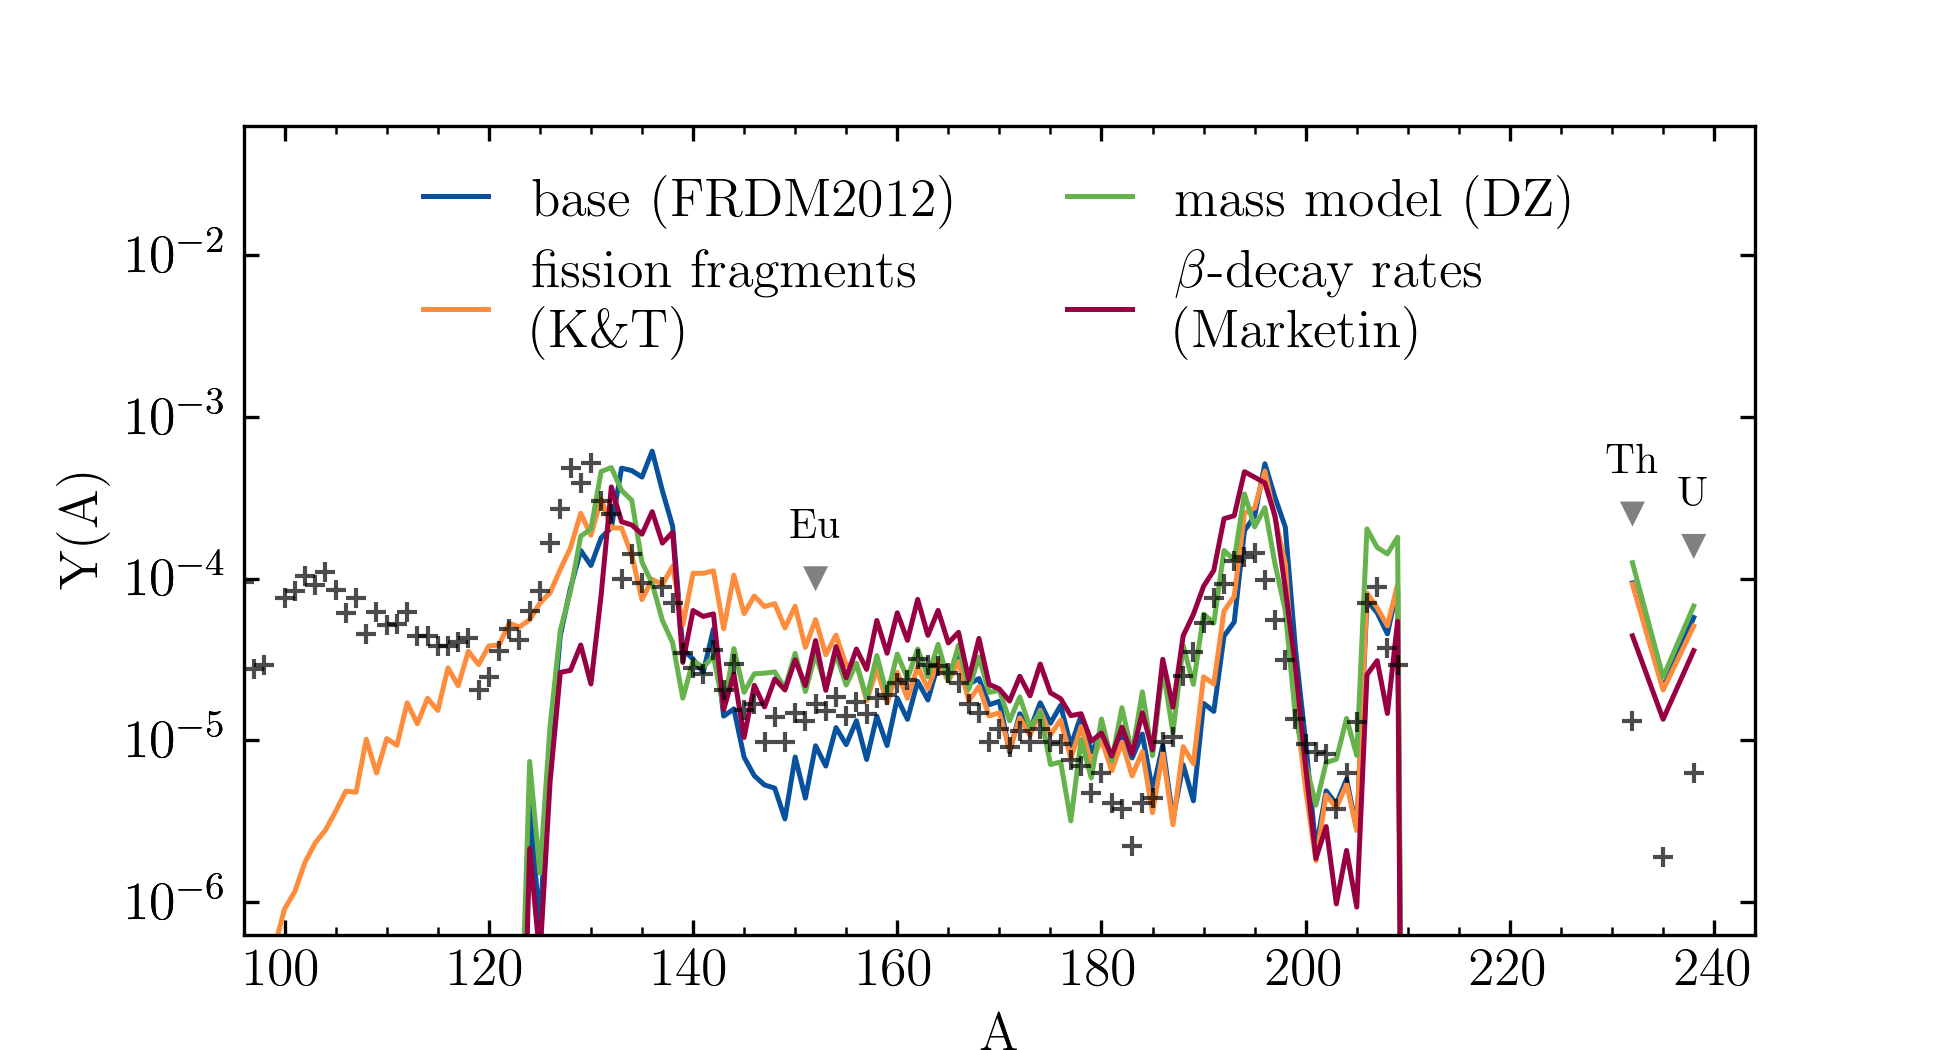 base (FRDM2012)
fission fragments
(K&T)
mass model (DZ)
β-decay rates
(Marketin)
10⁻²
10⁻³
10⁻⁴
10⁻⁵
10⁻⁶
Y(A)
Eu
Th
U
100 120 140 160 180 200 220 240
A